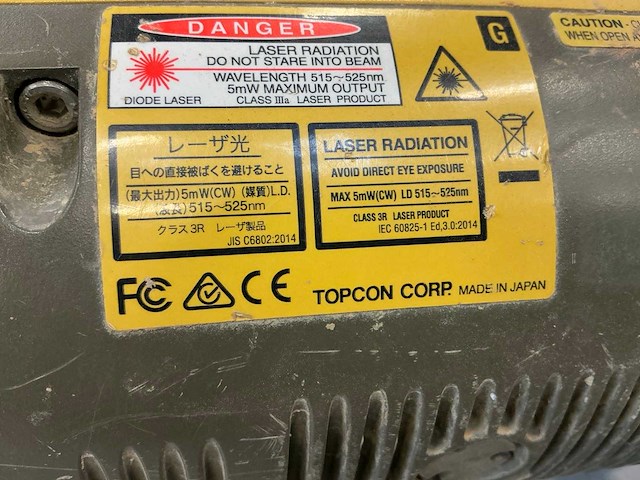 DANGER
LASER RADIATION
DO NOT STARE INTO BEAM
WAVELENGTH 515~525nm
5mW MAXIMUM OUTPUT
DIODE LASER
CLASS IIIa LASER PRODUCT
G
CAUTION - C
WHEN OPEN A
レーザ光
目への直接被ばくを避けること
(最大出力)5mW(CW) (媒質)L.D.
(波長)515~525nm
クラス3R レーザ製品
JIS C6802:2014
LASER RADIATION
AVOID DIRECT EYE EXPOSURE
MAX 5mW(CW) LD 515~525nm
CLASS 3R LASER PRODUCT
IEC 60825-1 Ed,3.0:2014
FC CE
TOPCON CORP. MADE IN JAPAN